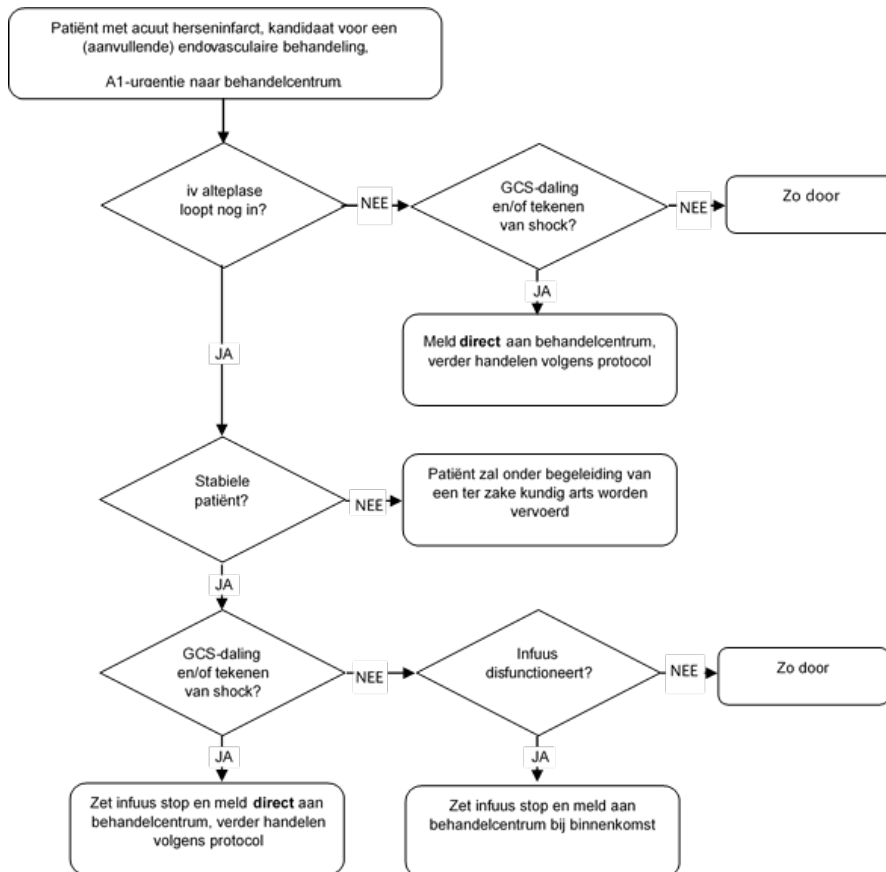 Patiënt met acuut herseninfarct, kandidaat voor een
(aanvullende) endovasculaire behandeling.
A1-urgentie naar behandelcentrum.
iv alteplase
loopt nog in?
NEE
GCS-daling
en/of tekenen
van shock?
NEE
Zo door
JA
Meld direct aan behandelcentrum,
verder handelen volgens protocol
JA
Stabiele
patiënt?
NEE
Patiënt zal onder begeleiding van
een ter zake kundig arts worden
vervoerd
JA
GCS-daling
en/of tekenen
van shock?
NEE
Infuus
disfunctioneert?
NEE
Zo door
JA
Zet infuus stop en meld direct aan
behandelcentrum, verder handelen
volgens protocol
JA
Zet infuus stop en meld aan
behandelcentrum bij binnenkomst